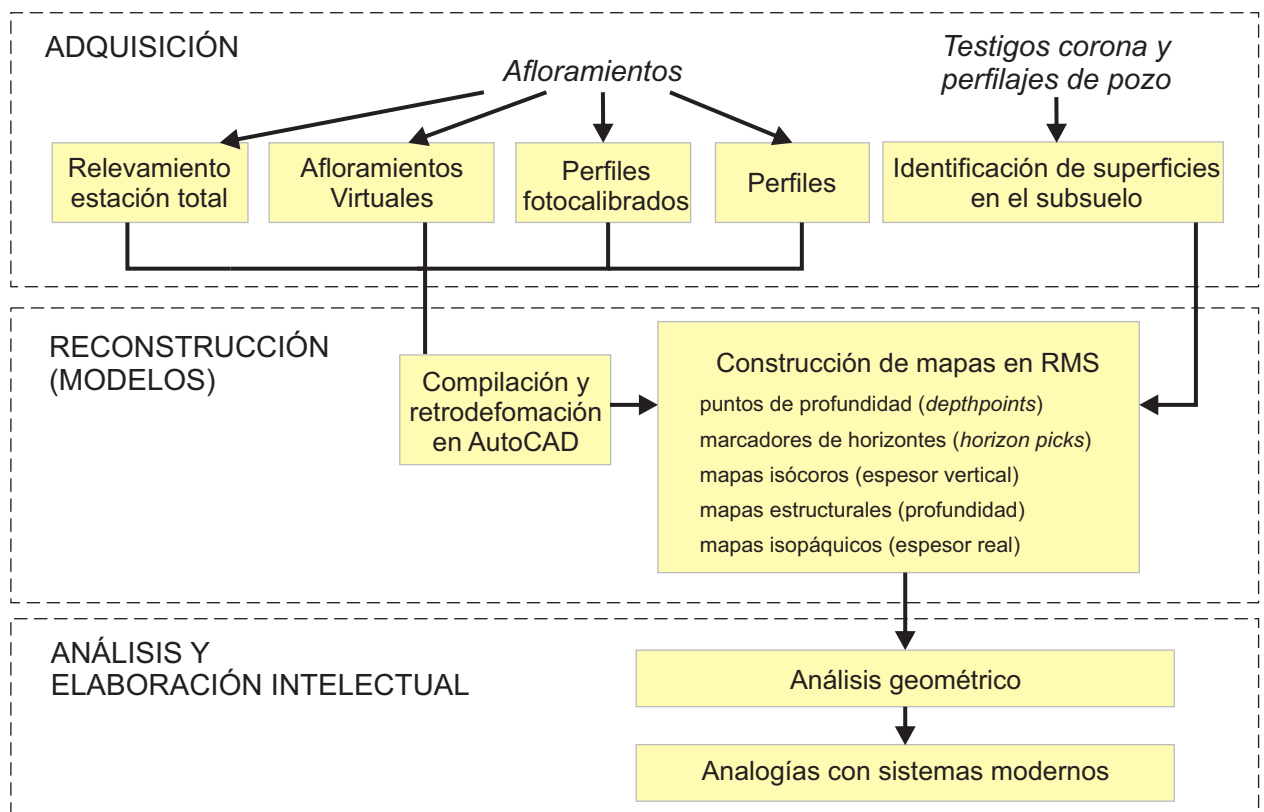 ADQUISICIÓN
Afloramientos
Testigos corona y
perfilajes de pozo
Relevamiento
estación total
Afloramientos
Virtuales
Perfiles
fotocalibrados
Perfiles
Identificación de superficies
en el subsuelo
RECONSTRUCCIÓN
(MODELOS)
Compilación y
retrodefomación
en AutoCAD
Construcción de mapas en RMS
puntos de profundidad (depthpoints)
marcadores de horizontes (horizon picks)
mapas isócoros (espesor vertical)
mapas estructurales (profundidad)
mapas isopáquicos (espesor real)
ANÁLISIS Y
ELABORACIÓN INTELECTUAL
Análisis geométrico
Analogías con sistemas modernos